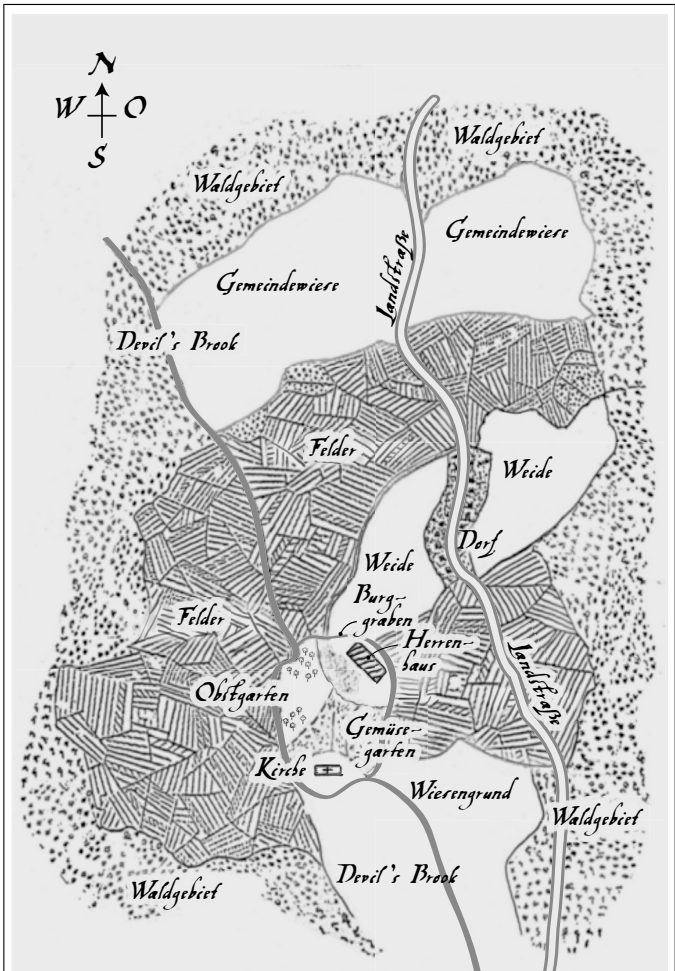 N
W O
S
Waldgebiet
Waldgebiet
Gemeindewiese
Gemeindewiese
Landstraße
Devil's Brook
Felder
Weide
Dorf
Weide
Burg-
graben
Felder
Herren-
haus
Obstgarten
Landstraße
Gemüse-
garten
Kirche
Wiesengrund
Waldgebiet
Devil's Brook
Waldgebiet